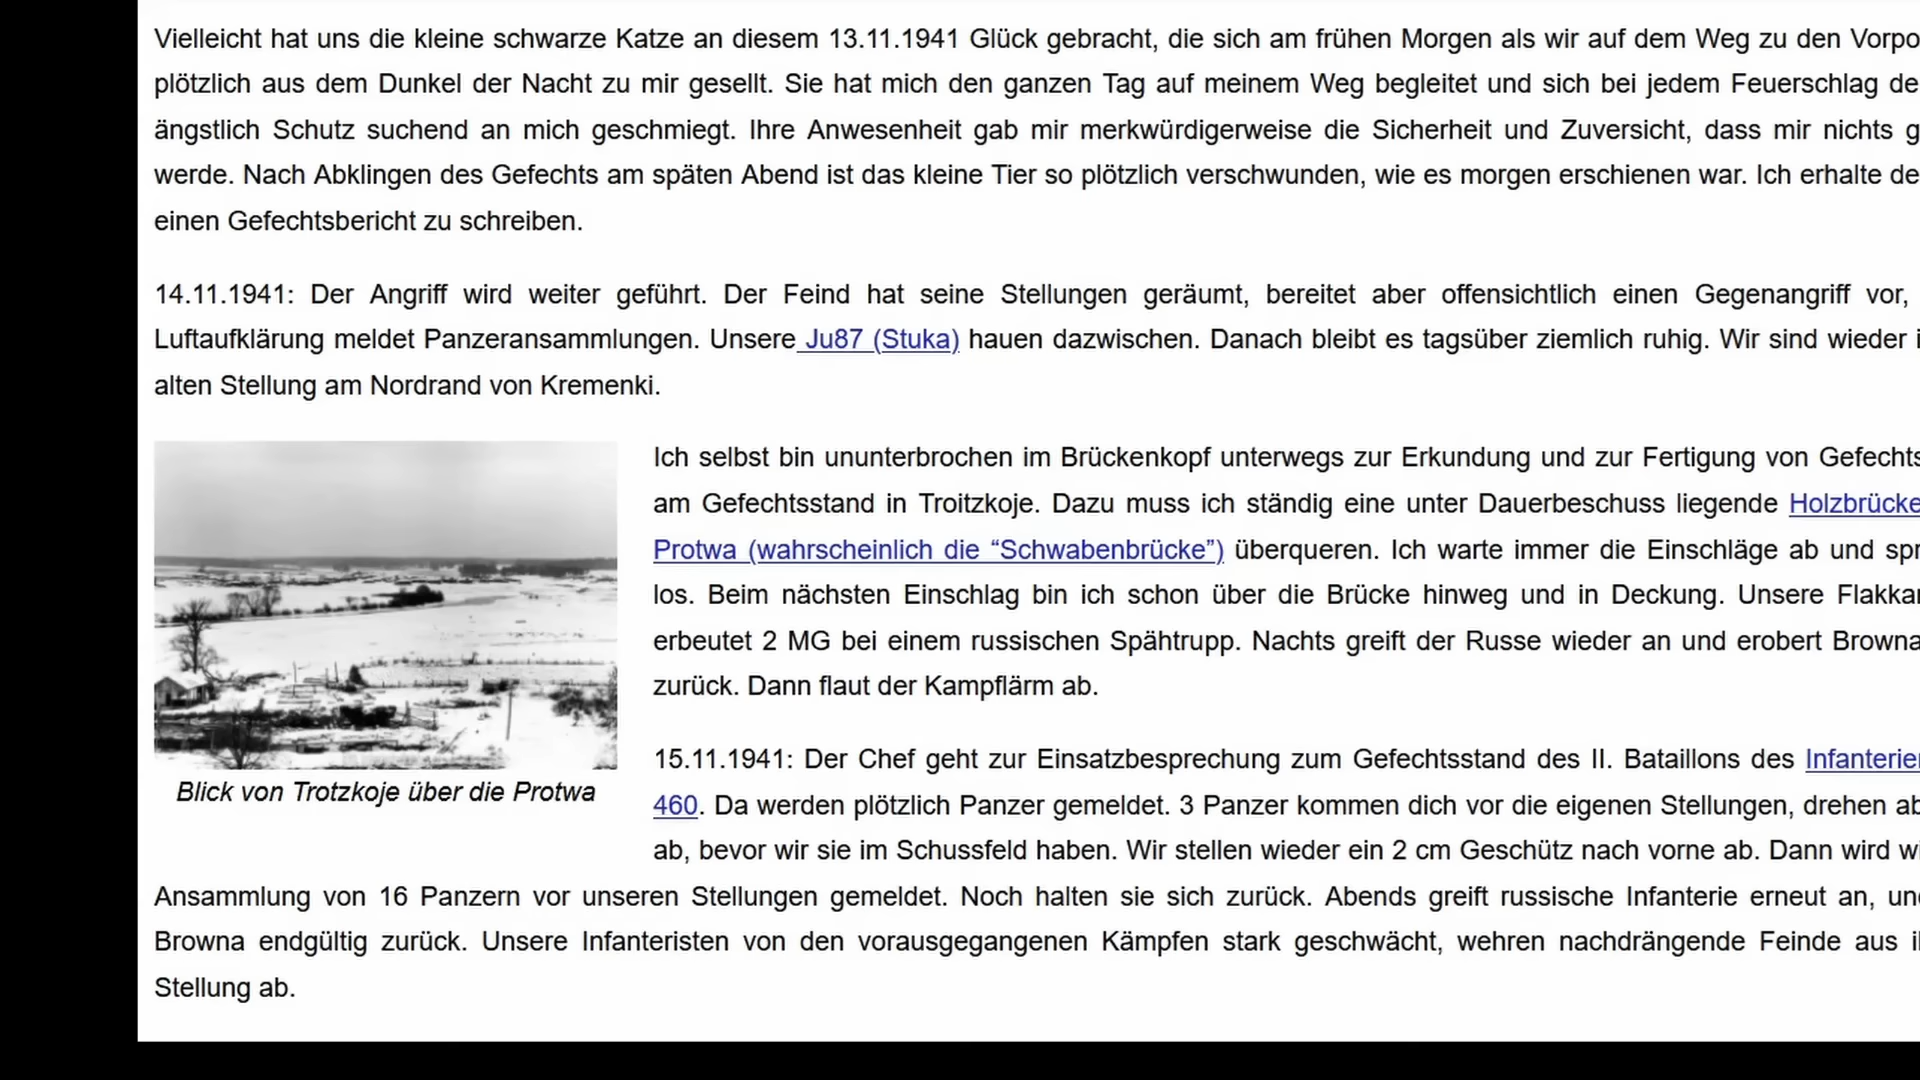 Vielleicht hat uns die kleine schwarze Katze an diesem 13.11.1941 Glück gebracht, die sich am frühen Morgen als wir auf dem Weg zu den Vorpo
plötzlich aus dem Dunkel der Nacht zu mir gesellt. Sie hat mich den ganzen Tag auf meinem Weg begleitet und sich bei jedem Feuerschlag de
ängstlich Schutz suchend an mich geschmiegt. Ihre Anwesenheit gab mir merkwürdigerweise die Sicherheit und Zuversicht, dass mir nichts g
werde. Nach Abklingen des Gefechts am späten Abend ist das kleine Tier so plötzlich verschwunden, wie es morgen erschienen war. Ich erhalte de
einen Gefechtsbericht zu schreiben.
14.11.1941: Der Angriff wird weiter geführt. Der Feind hat seine Stellungen geräumt, bereitet aber offensichtlich einen Gegenangriff vor,
Luftaufklärung meldet Panzeransammlungen. Unsere Ju87 (Stuka) hauen dazwischen. Danach bleibt es tagsüber ziemlich ruhig. Wir sind wieder i
alten Stellung am Nordrand von Kremenki.
Ich selbst bin ununterbrochen im Brückenkopf unterwegs zur Erkundung und zur Fertigung von Gefechts
am Gefechtsstand in Troitzkoje. Dazu muss ich ständig eine unter Dauerbeschuss liegende Holzbrücke
Protwa (wahrscheinlich die “Schwabenbrücke”) überqueren. Ich warte immer die Einschläge ab und spr
los. Beim nächsten Einschlag bin ich schon über die Brücke hinweg und in Deckung. Unsere Flakkan
erbeutet 2 MG bei einem russischen Spähtrupp. Nachts greift der Russe wieder an und erobert Browna
zurück. Dann flaut der Kampflärm ab.
Blick von Trotzkoje über die Protwa
15.11.1941: Der Chef geht zur Einsatzbesprechung zum Gefechtsstand des II. Bataillons des Infanterier
460. Da werden plötzlich Panzer gemeldet. 3 Panzer kommen dich vor die eigenen Stellungen, drehen ab
ab, bevor wir sie im Schussfeld haben. Wir stellen wieder ein 2 cm Geschütz nach vorne ab. Dann wird wi
Ansammlung von 16 Panzern vor unseren Stellungen gemeldet. Noch halten sie sich zurück. Abends greift russische Infanterie erneut an, und
Browna endgültig zurück. Unsere Infanteristen von den vorausgegangenen Kämpfen stark geschwächt, wehren nachdrängende Feinde aus ih
Stellung ab.